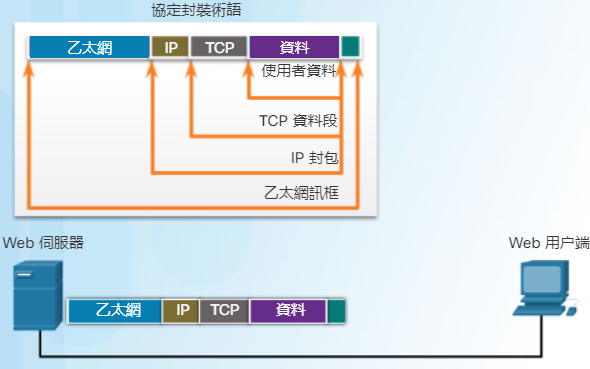 協定封裝術語
乙太網 IP TCP 資料
使用者資料
TCP 資料段
IP 封包
乙太網訊框
Web 伺服器
Web 用户端
乙太網 IP TCP 資料